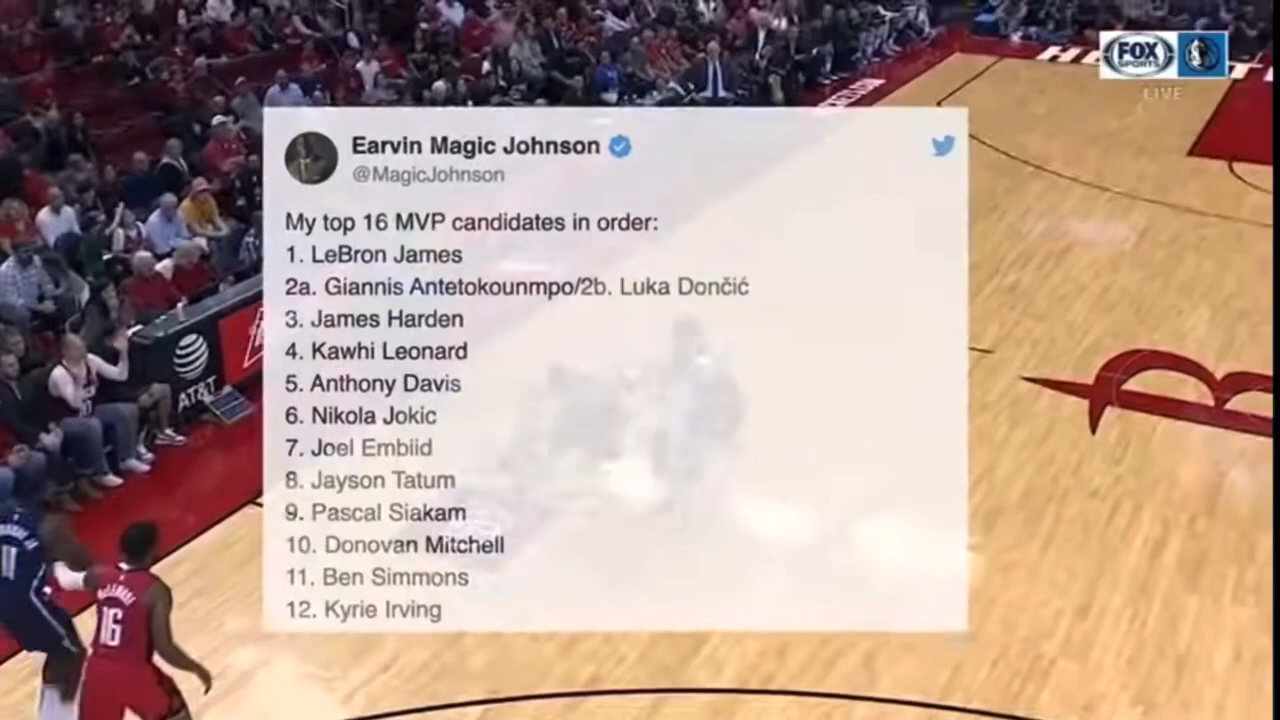 FOX
SPORTS
LIVE
Earvin Magic Johnson
@MagicJohnson
My top 16 MVP candidates in order:
1. LeBron James
2a. Giannis Antetokounmpo/2b. Luka Dončić
3. James Harden
4. Kawhi Leonard
5. Anthony Davis
6. Nikola Jokic
7. Joel Embiid
8. Jayson Tatum
9. Pascal Siakam
10. Donovan Mitchell
11. Ben Simmons
12. Kyrie Irving
AT&T
11
16